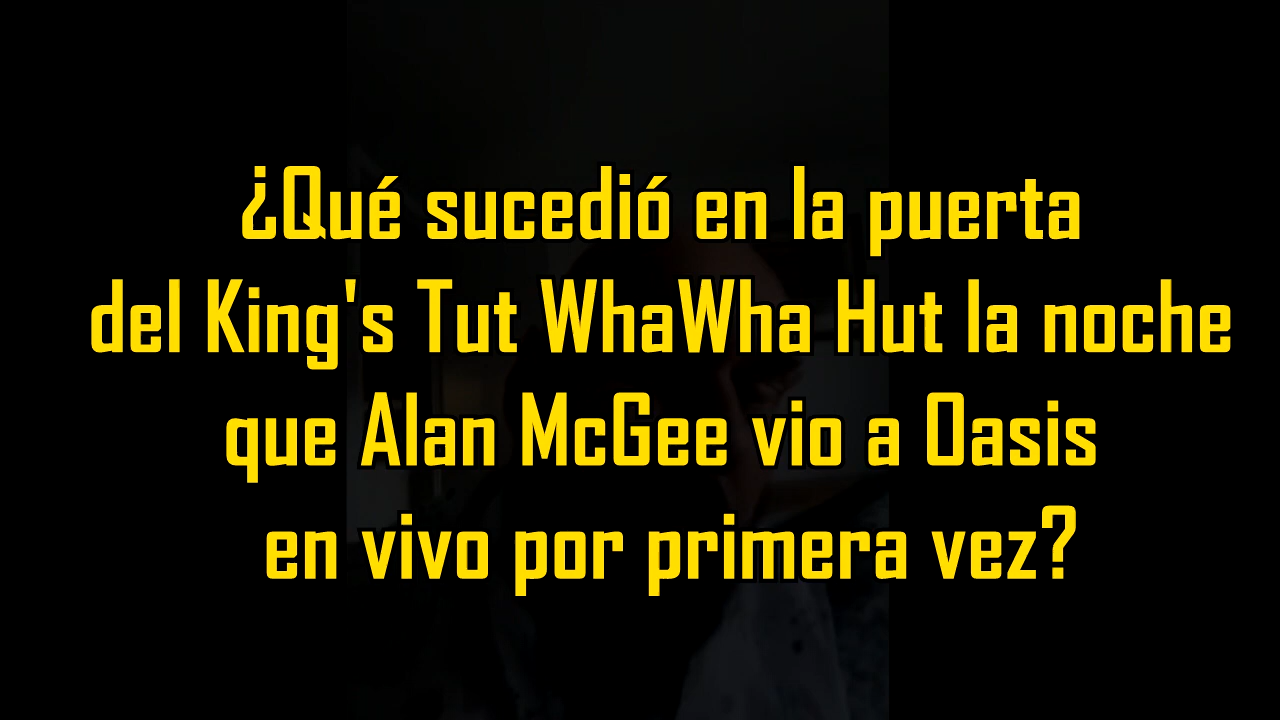 ¿Qué sucedió en la puerta
del King's Tut WhaWha Hut la noche
que Alan McGee vio a Oasis
en vivo por primera vez?